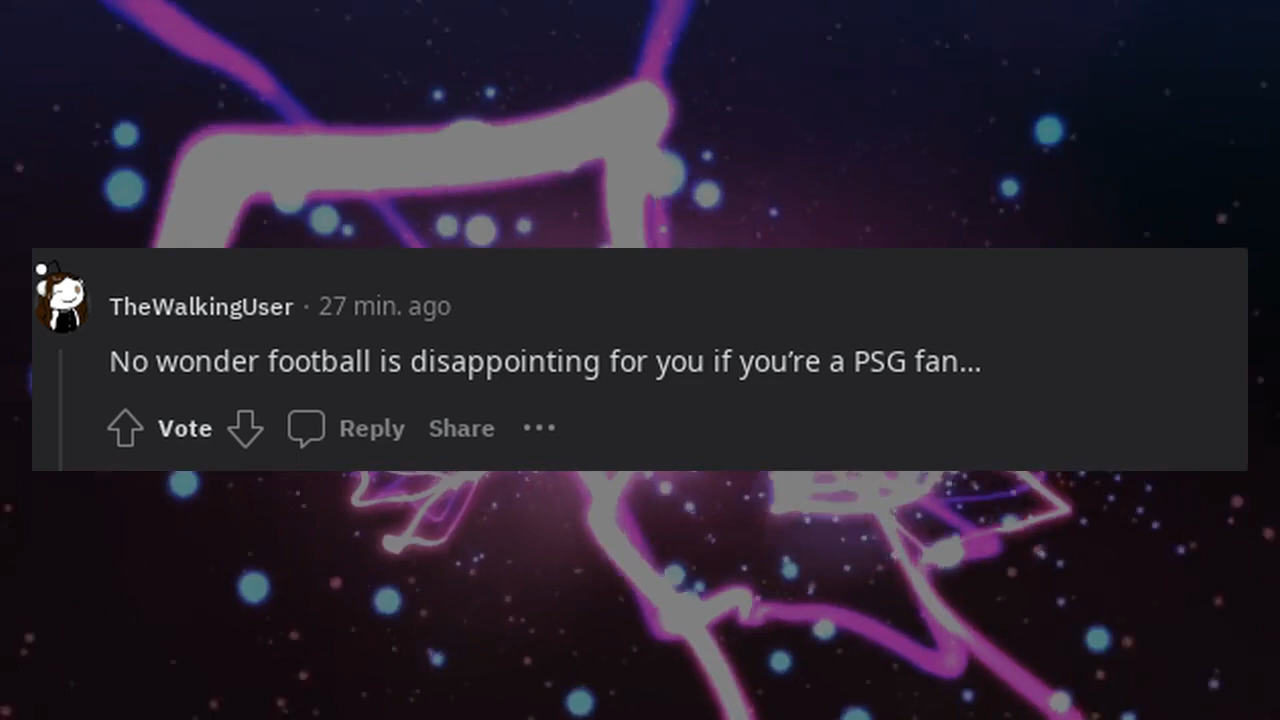 TheWalkingUser · 27 min. ago
No wonder football is disappointing for you if you’re a PSG fan...
Vote Reply Share